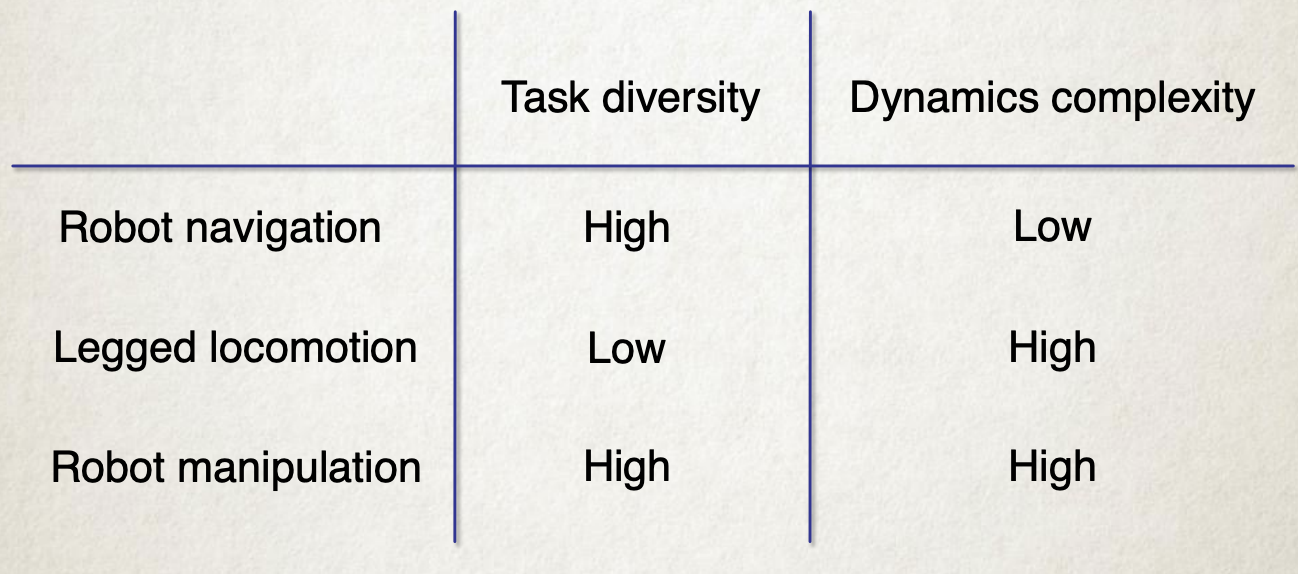 Task diversity Dynamics complexity
Robot navigation High Low
Legged locomotion Low High
Robot manipulation High High